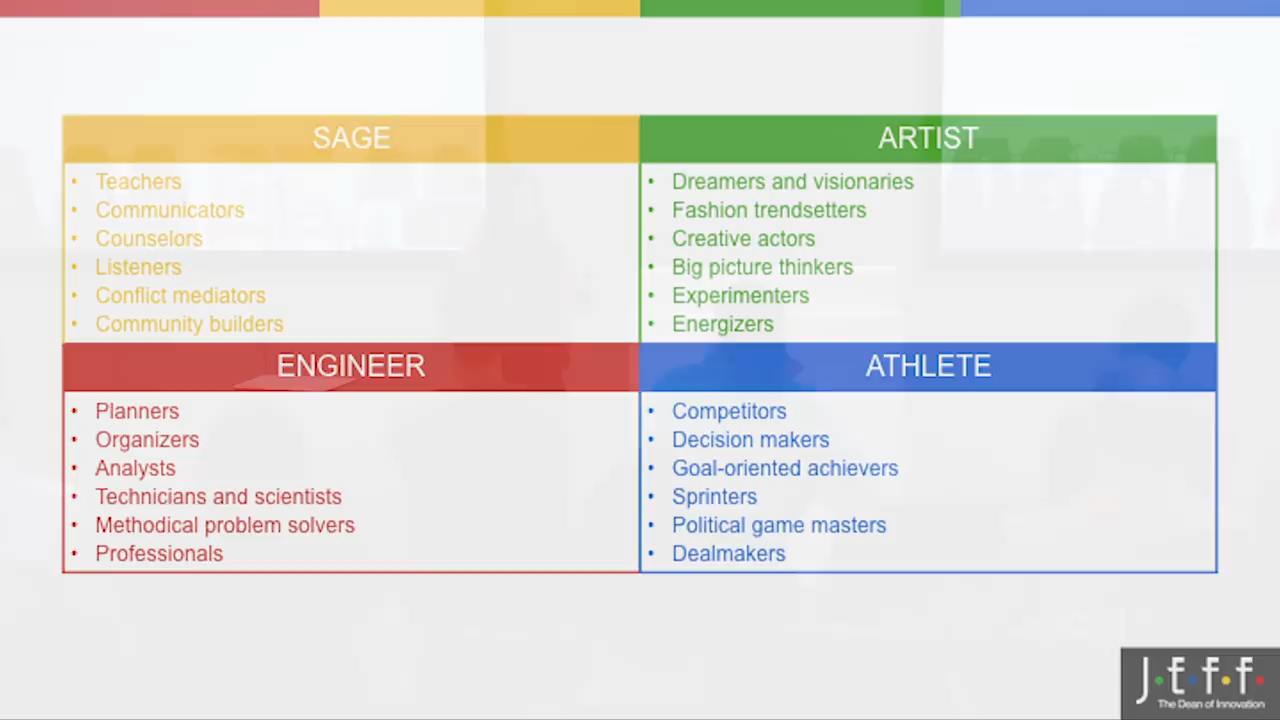 SAGE
Teachers
Communicators
Counselors
Listeners
Conflict mediators
Community builders
ARTIST
Dreamers and visionaries
Fashion trendsetters
Creative actors
Big picture thinkers
Experimenters
Energizers
ENGINEER
Planners
Organizers
Analysts
Technicians and scientists
Methodical problem solvers
Professionals
ATHLETE
Competitors
Decision makers
Goal-oriented achievers
Sprinters
Political game masters
Dealmakers
J·e·f·f·
The Dean of Innovation